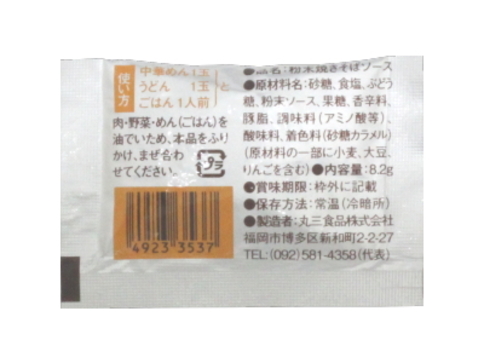 使い方
中華めん1玉
うどん 1玉 と
ごはん1人前
肉・野菜・めん(ごはん)を
油でいため、本品をふり
かけ、まぜ合わ
せてください。
プラ
4923 3537
●品名:粉末焼きそばソース
●原材料名:砂糖、食塩、ぶどう
糖、粉末ソース、果糖、香辛料、
豚脂、調味料(アミノ酸等)、
酸味料、着色料(砂糖カラメル)
(原材料の一部に小麦、大豆、
りんごを含む)●内容量:8.2g
●賞味期限:枠外に記載
●保存方法:常温(冷暗所)
●製造者:丸三食品株式会社
福岡市博多区新和町2-2-27
TEL:(092)581-4358(代表)